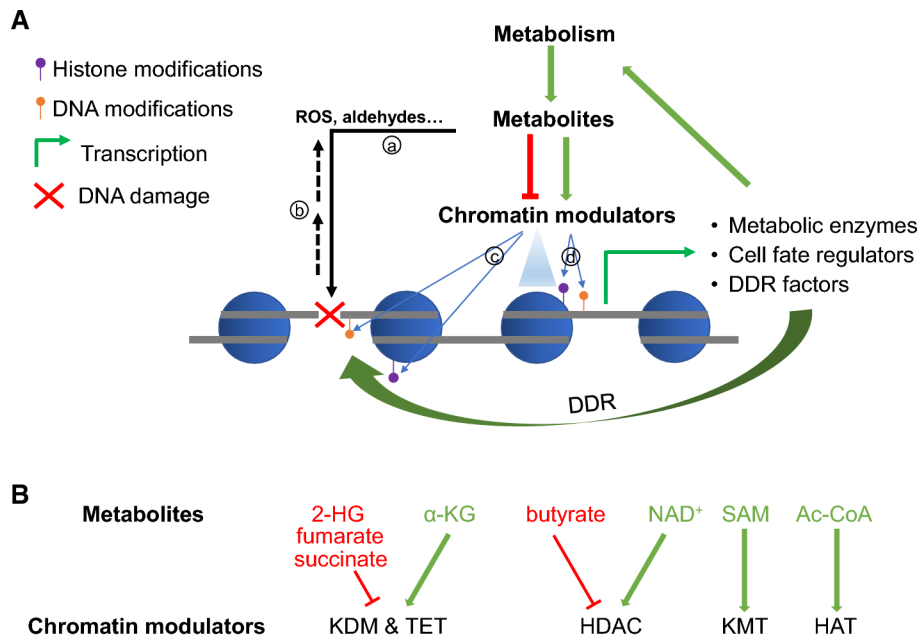 A
Metabolism
Histone modifications
DNA modifications
Transcription
DNA damage
ROS, aldehydes…
a
b
Metabolites
Chromatin modulators
c
d
• Metabolic enzymes
• Cell fate regulators
• DDR factors
DDR
B
Metabolites
2-HG
fumarate
succinate
α-KG
butyrate
NAD⁺
SAM
Ac-CoA
Chromatin modulators
KDM & TET
HDAC
KMT
HAT